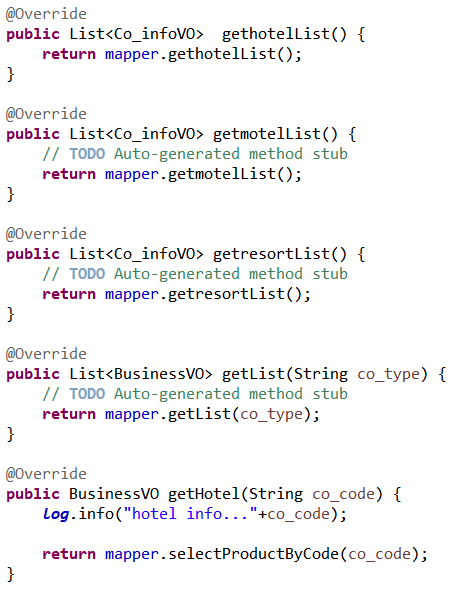 @Override
public List<Co_infoVO>  gethotelList() {
    return mapper.gethotelList();
}
@Override
public List<Co_infoVO> getmotelList() {
    // TODO Auto-generated method stub
    return mapper.getmotelList();
}
@Override
public List<Co_infoVO> getresortList() {
    // TODO Auto-generated method stub
    return mapper.getresortList();
}
@Override
public List<BusinessVO> getList(String co_type) {
    // TODO Auto-generated method stub
    return mapper.getList(co_type);
}
@Override
public BusinessVO getHotel(String co_code) {
    log.info("hotel info..."+co_code);
    return mapper.selectProductByCode(co_code);
}